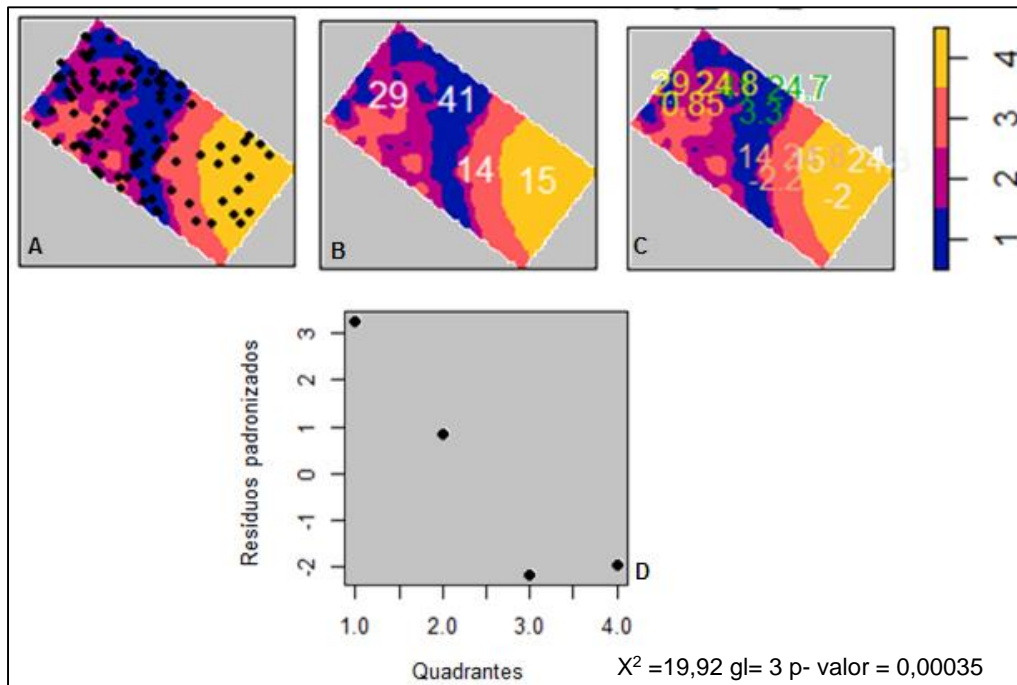 A
29
41
14
15
B
29 24.8 24.7
0.85
3.3
14
15
24
-2.2
-2
C
1 2 3 4
Resíduos padronizados
-2 -1 0 1 2 3
D
1.0 2.0 3.0 4.0
Quadrantes
X² =19,92 gl= 3 p- valor = 0,00035